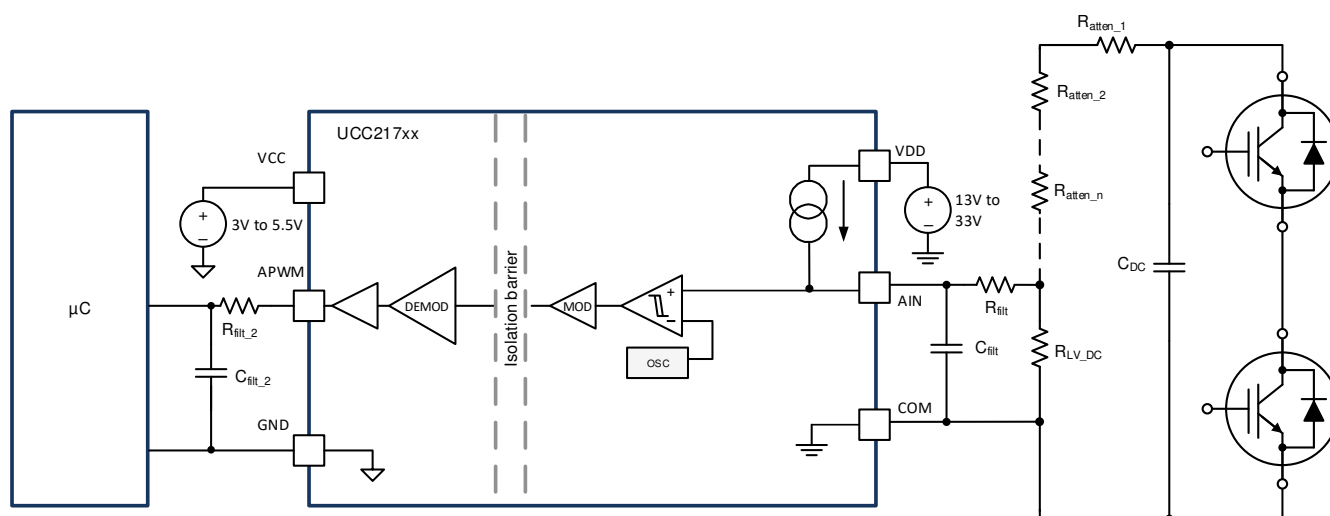 Ratten_1
UCC217xx
Ratten_2
VCC
VDD
+
3V to 5.5V
−
+
13V to
33V
−
Ratten_n
Isolation barrier
APWM
CDC
µC
DEMOD
MOD
+
−
AIN
Rfilt
Rfilt_2
OSC
Cfilt
RLV_DC
Cfilt_2
COM
GND